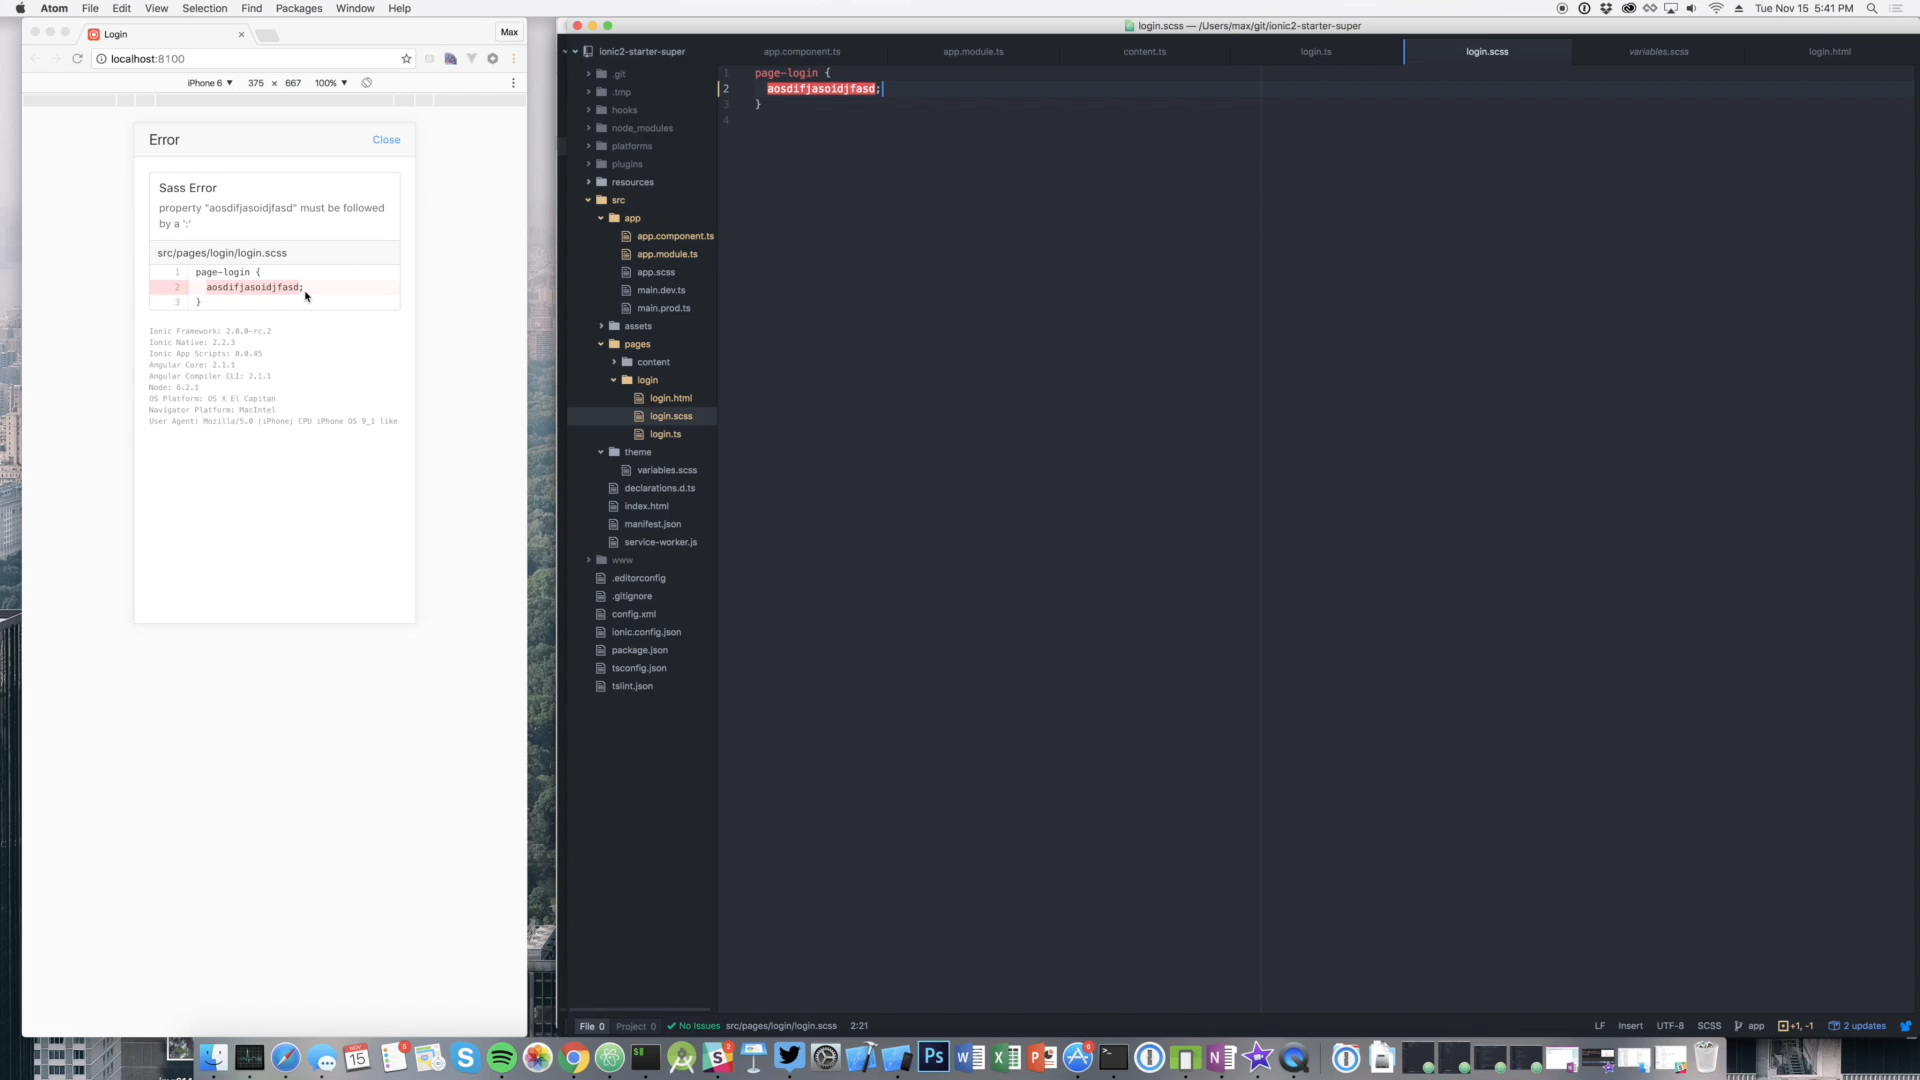 Atom File Edit View Selection Find Packages Window Help
Tue Nov 15 5:41 PM
Login
Max
localhost:8100
iPhone 6 ▼ 375 × 667 100% ▼
Error Close
Sass Error
property "aosdifjasoidjfasd" must be followed
by a ':'
src/pages/login/login.scss
1 page-login {
2 aosdifjasoidjfasd;
3 }
Ionic Framework: 2.0.0-rc.2
Ionic Native: 2.2.3
Ionic App Scripts: 0.0.45
Angular Core: 2.1.1
Angular Compiler CLI: 2.1.1
Node: 6.2.1
OS Platform: OS X El Capitan
Navigator Platform: MacIntel
User Agent: Mozilla/5.0 (iPhone; CPU iPhone OS 9_1 like
login.scss — /Users/max/git/ionic2-starter-super
ionic2-starter-super
.git
.tmp
hooks
node_modules
platforms
plugins
resources
src
app
app.component.ts
app.module.ts
app.scss
main.dev.ts
main.prod.ts
assets
pages
content
login
login.html
login.scss
login.ts
theme
variables.scss
declarations.d.ts
index.html
manifest.json
service-worker.js
www
.editorconfig
.gitignore
config.xml
ionic.config.json
package.json
tsconfig.json
tslint.json
app.component.ts app.module.ts content.ts login.ts login.scss variables.scss login.html
1 page-login {
2 aosdifjasoidjfasd;
3 }
4
File 0 Project 0 No Issues src/pages/login/login.scss 2:21
LF Insert UTF-8 SCSS app +1, -1 2 updates